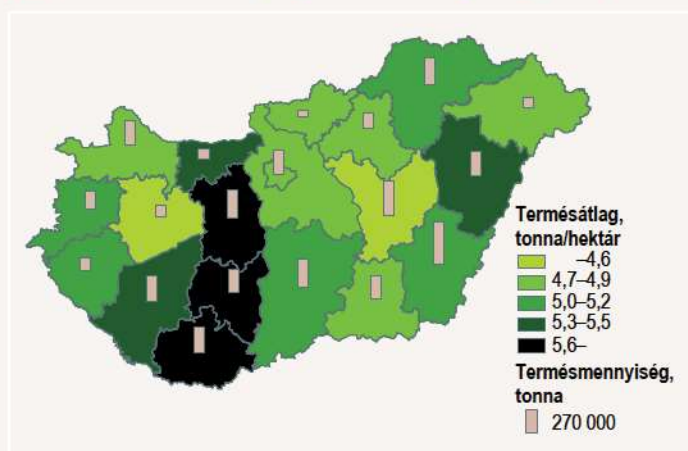 Termésátlag,
tonna/hektár
–4,6
4,7–4,9
5,0–5,2
5,3–5,5
5,6–
Termésmennyiség,
tonna
270 000